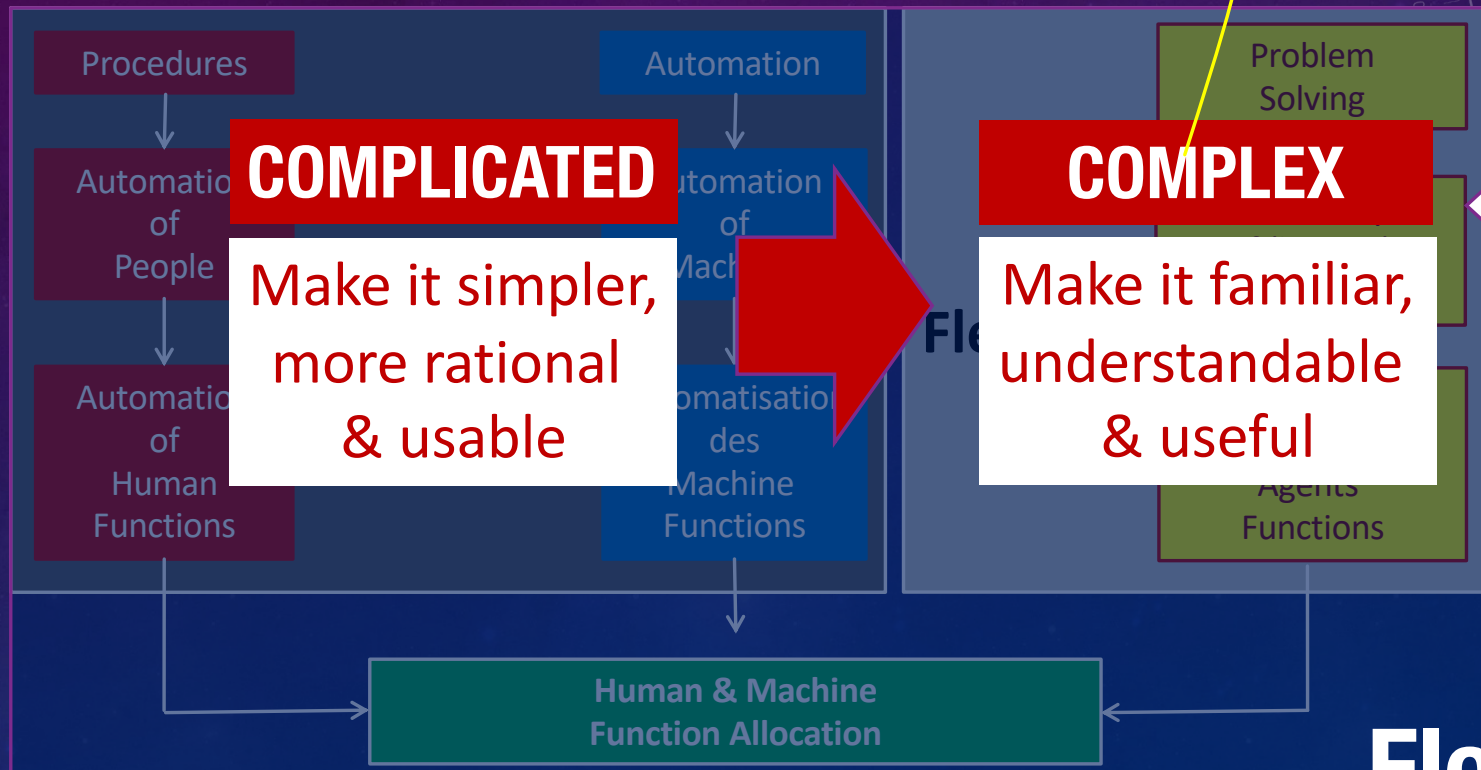 Procedures
Automation
Problem
Solving
COMPLICATED
COMPLEX
of
People
of
Make it simpler,
more rational
& usable
Make it familiar,
understandable
& useful
of
Human
Functions
des
Machine
Functions
Agents
Functions
Human & Machine
Function Allocation